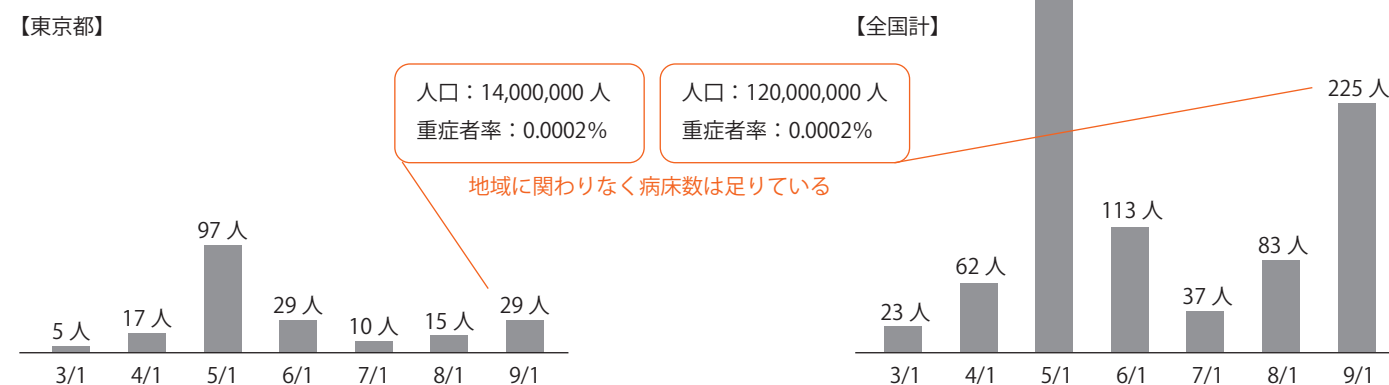 【東京都】
人口：14,000,000 人
重症者率：0.0002%
地域に関わりなく病床数は足りている
5 人
17 人
97 人
29 人
10 人
15 人
29 人
3/1
4/1
5/1
6/1
7/1
8/1
9/1
【全国計】
人口：120,000,000 人
重症者率：0.0002%
23 人
62 人
113 人
37 人
83 人
225 人
3/1
4/1
5/1
6/1
7/1
8/1
9/1